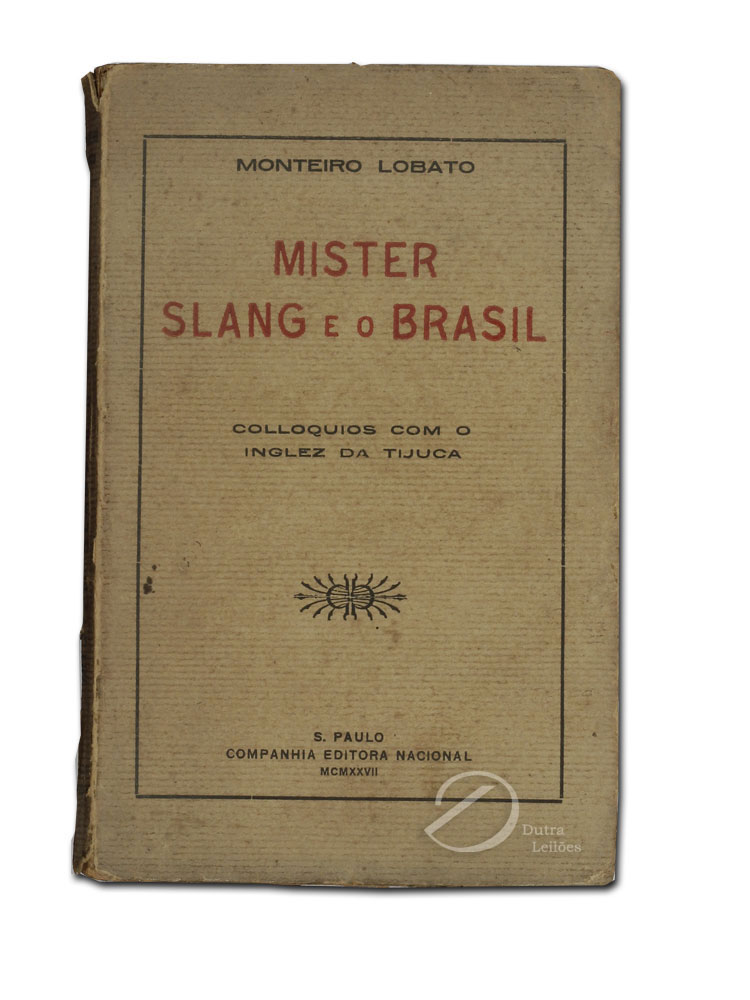 MONTEIRO LOBATO
MISTER
SLANG E O BRASIL
COLLOQUIOS COM O
INGLEZ DA TIJUCA
S. PAULO
COMPANHIA EDITORA NACIONAL
MCMXXVII
Dutra
Leilões